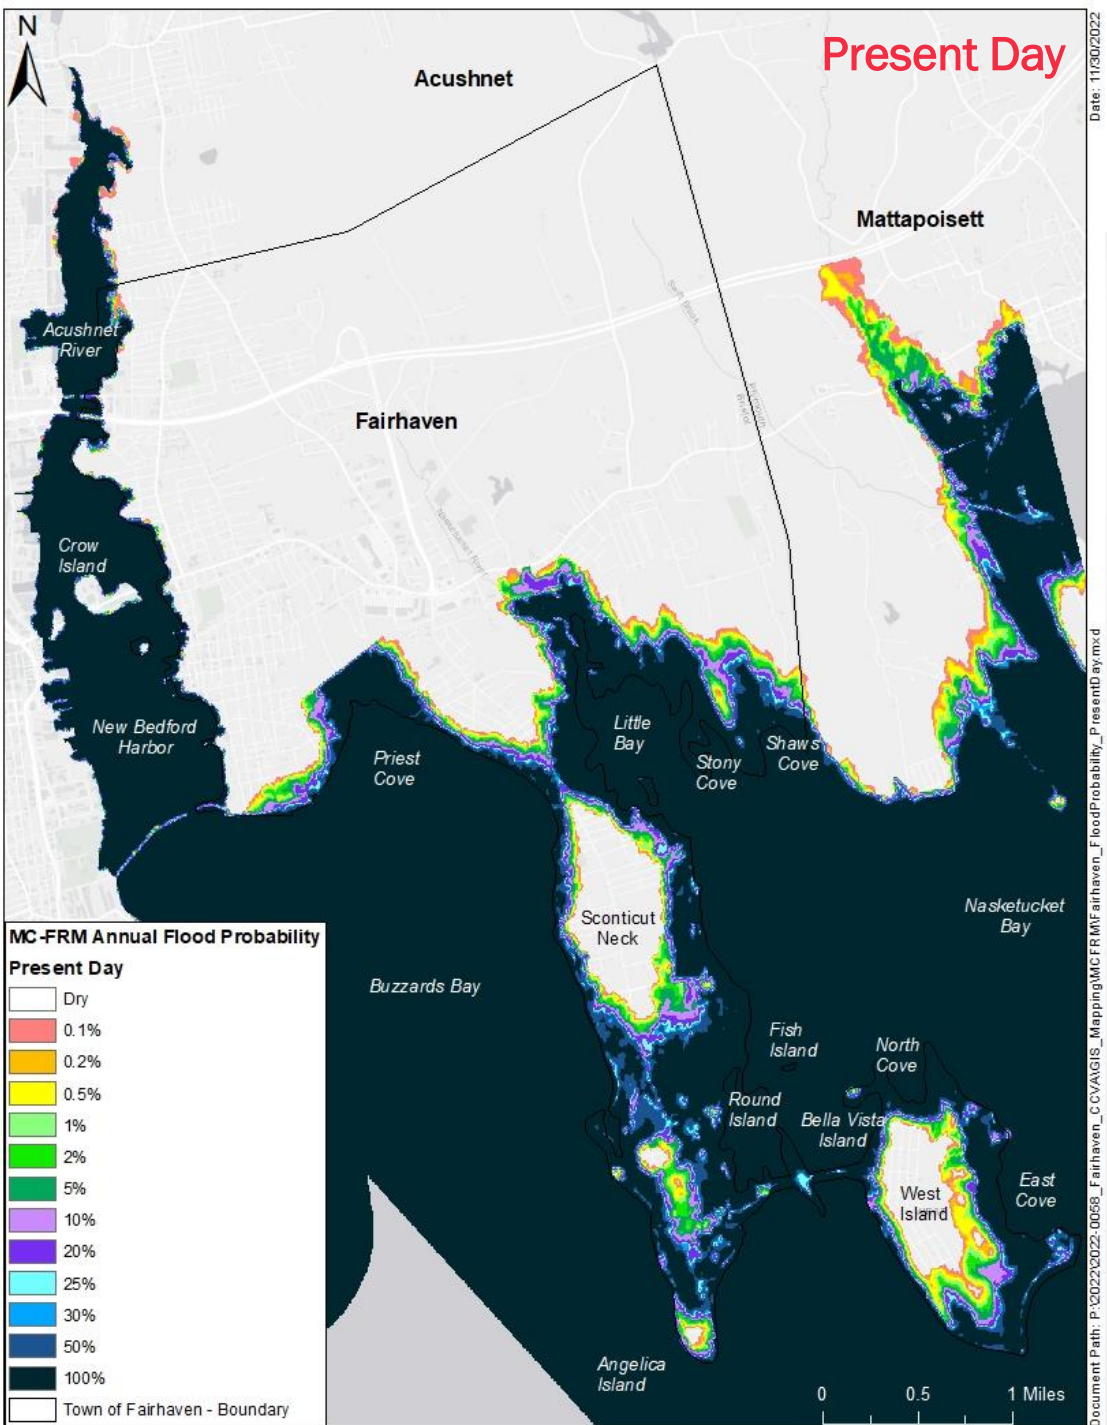 N
Present Day
Acushnet
Mattapoisett
Swift Brook
Acushnet
River
Plymouth
Bristol
Fairhaven
Crow
Island
New Bedford
Harbor
Priest
Cove
Little
Bay
Stony
Cove
Shaws
Cove
Sconticut
Neck
Nasketucket
Bay
Buzzards Bay
Fish
Island
North
Cove
Round
Island
Bella Vista
Island
West
Island
East
Cove
Angelica
Island
MC-FRM Annual Flood Probability
Present Day
Dry
0.1%
0.2%
0.5%
1%
2%
5%
10%
20%
25%
30%
50%
100%
Town of Fairhaven - Boundary
0 0.5 1 Miles
Date: 11/30/2022
Document Path: P:\2022\2022-0058_Fairhaven_CCVA\GIS_Mapping\MCFRM\Fairhaven_FloodProbability_PresentDay.mxd